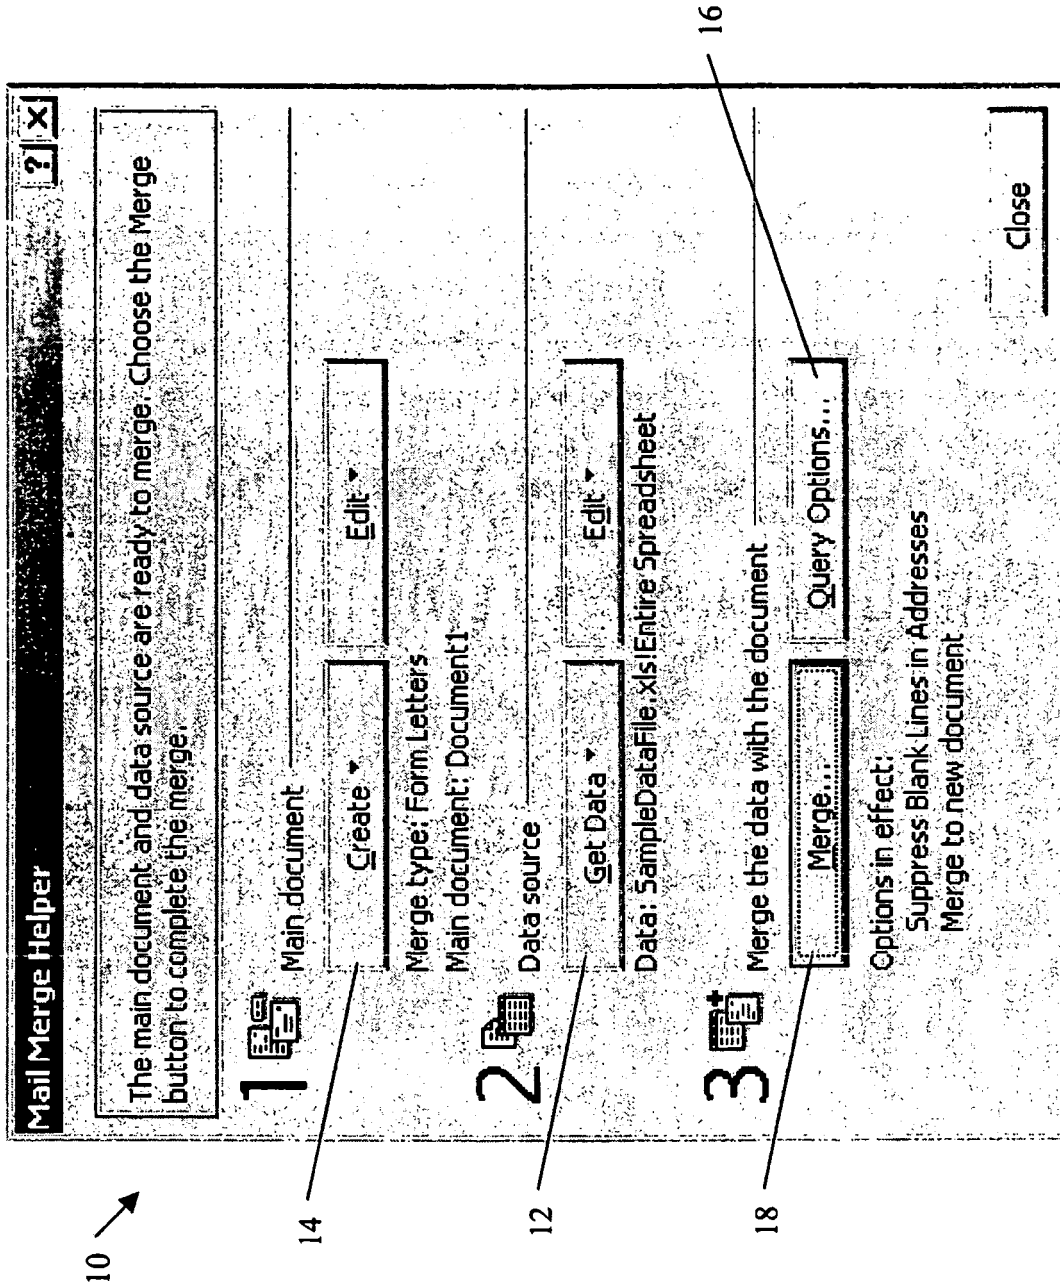 Mail Merge Helper
? X
The main document and data source are ready to merge. Choose the Merge
button to complete the merge.
1 Main document
Create Edit
Merge type: Form Letters
Main document: Document1
2 Data source
Get Data Edit
Data: SampleDataFile.xls!Entire Spreadsheet
3 Merge the data with the document
Merge... Query Options...
Options in effect:
Suppress Blank Lines in Addresses
Merge to new document
Close
10
14
12
18
16